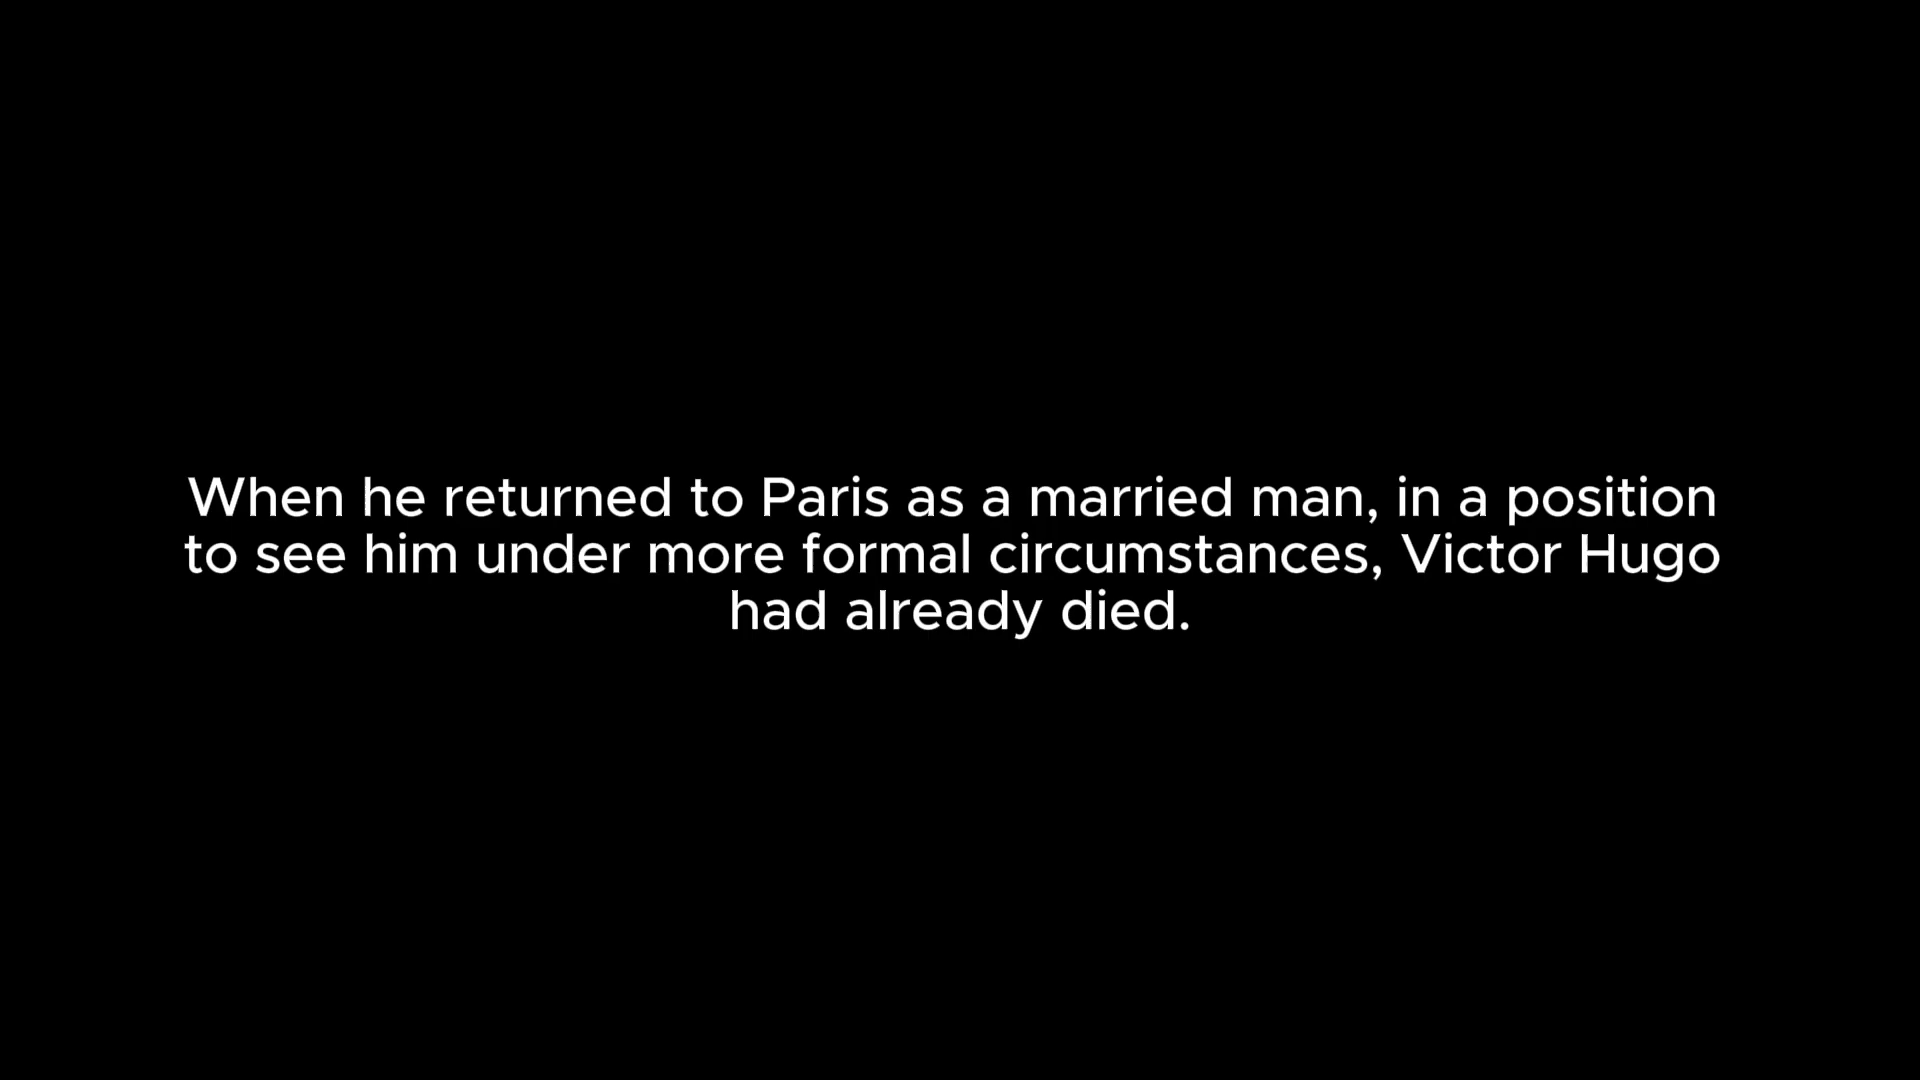 When he returned to Paris as a married man, in a position
to see him under more formal circumstances, Victor Hugo
had already died.